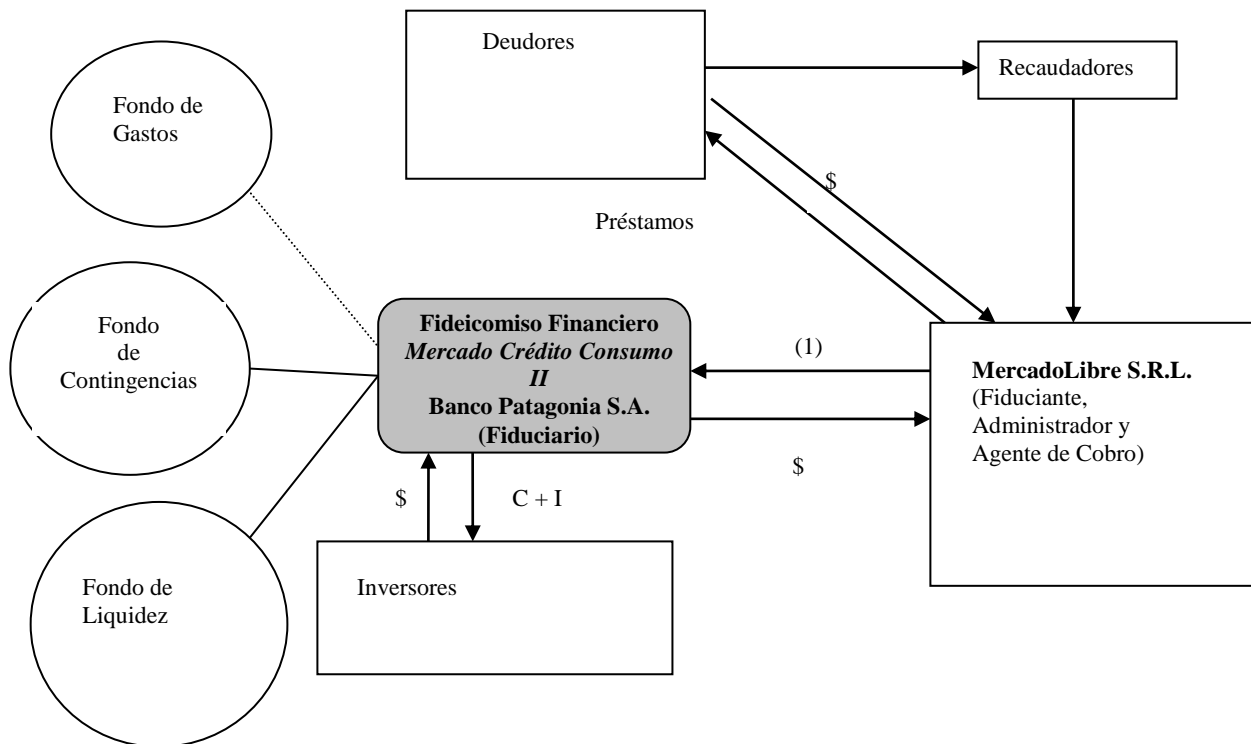 Deudores
Recaudadores
Fondo de
Gastos
$
Préstamos
Fondo
de
Contingencias
Fideicomiso Financiero
Mercado Crédito Consumo
II
Banco Patagonia S.A.
(Fiduciario)
(1)
MercadoLibre S.R.L.
(Fiduciante,
Administrador y
Agente de Cobro)
$
$
C + I
Fondo de
Liquidez
Inversores